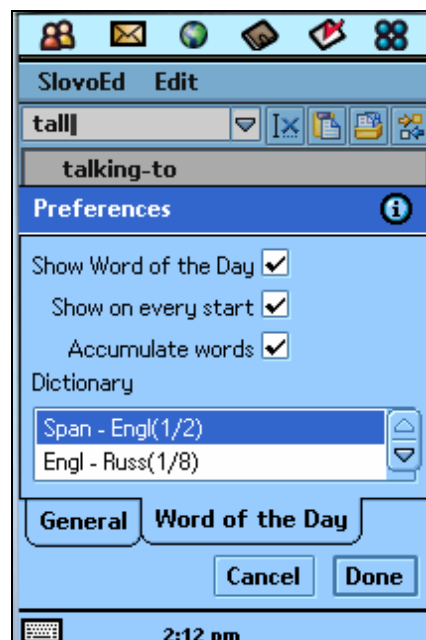 SlovoEd Edit
tall
talking-to
Preferences
Show Word of the Day
Show on every start
Accumulate words
Dictionary
Span - Engl(1/2)
Engl - Russ(1/8)
General Word of the Day
Cancel Done
2:12 pm